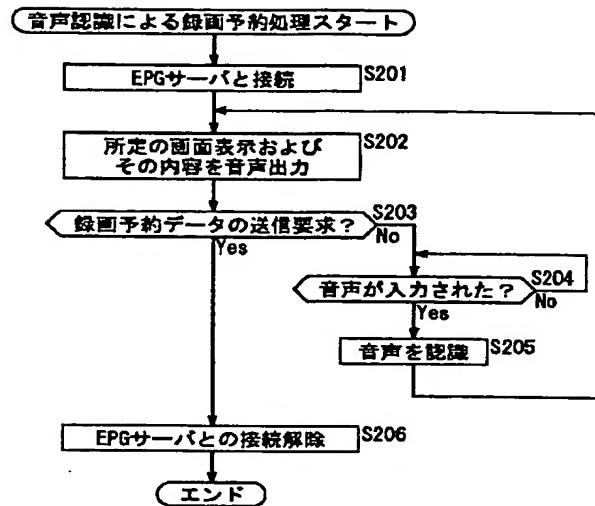 音声認識による録画予約処理スタート
EPGサーバと接続
S201
所定の画面表示および
その内容を音声出力
S202
録画予約データの送信要求?
S203
No
Yes
音声が入力された?
S204
No
Yes
音声を認識
S205
EPGサーバとの接続解除
S206
エンド